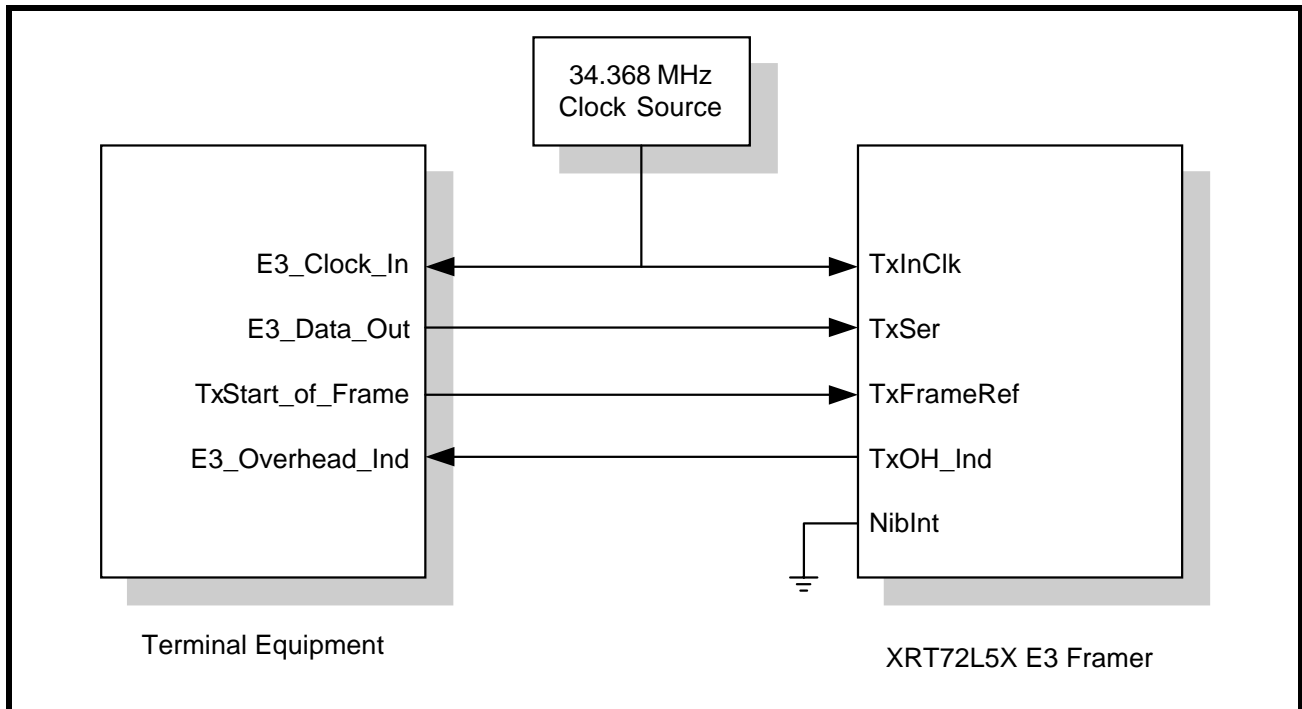 34.368 MHz
Clock Source
E3_Clock_In
TxInClk
E3_Data_Out
TxSer
TxStart_of_Frame
TxFrameRef
E3_Overhead_Ind
TxOH_Ind
NibInt
Terminal Equipment
XRT72L5X E3 Framer